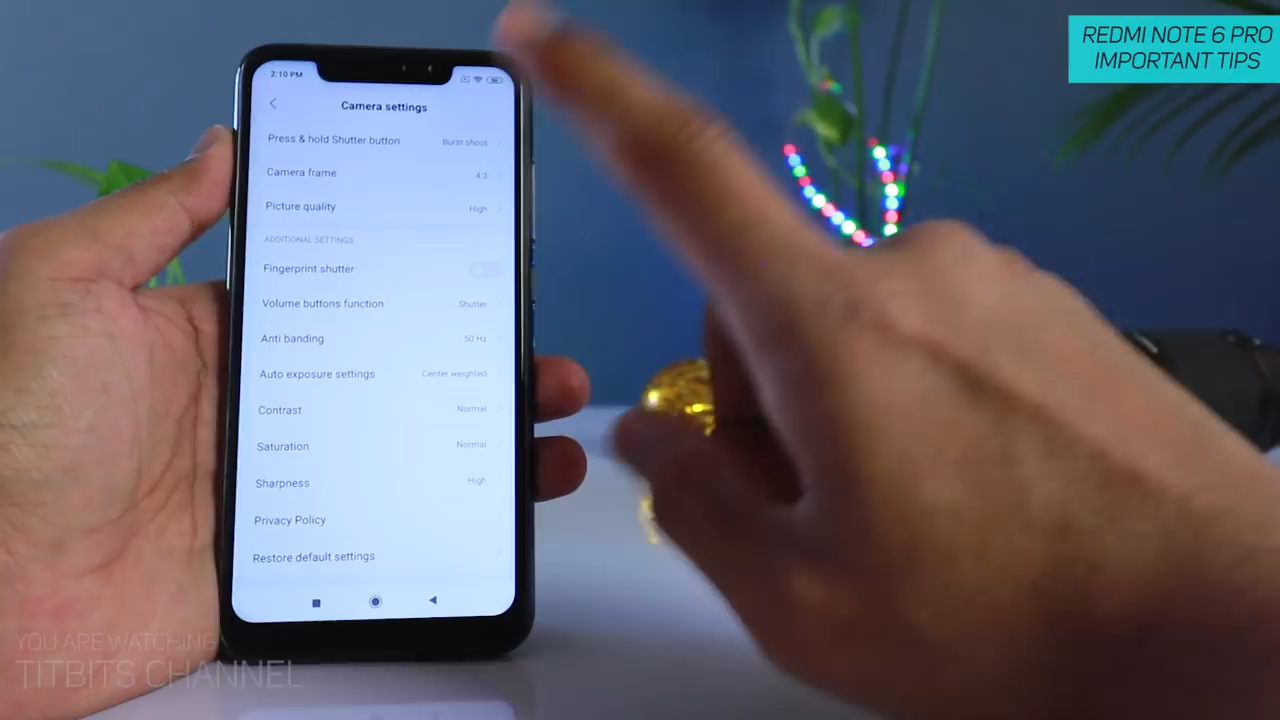 REDMI NOTE 6 PRO
IMPORTANT TIPS
2:10 PM
Camera settings
Press & hold Shutter button Burst shoot
Camera frame 4:3
Picture quality High
ADDITIONAL SETTINGS
Fingerprint shutter
Volume buttons function Shutter
Anti banding 50 Hz
Auto exposure settings Center weighted
Contrast Normal
Saturation Normal
Sharpness High
Privacy Policy
Restore default settings
YOU ARE WATCHING
TITBITS CHANNEL